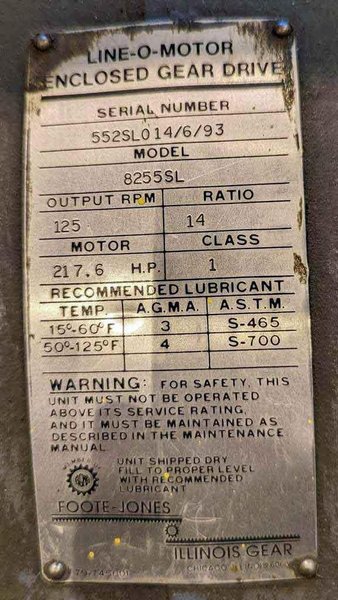 LINE-O-MOTOR
ENCLOSED GEAR DRIVE
SERIAL NUMBER
552SL014/6/93
MODEL
8255SL
OUTPUT RPM RATIO
125 14
MOTOR CLASS
217.6 H.P. 1
RECOMMENDED LUBRICANT
TEMP. A.G.M.A. A.S.T.M.
15°-60°F 3 S-465
50°-125°F 4 S-700
WARNING: FOR SAFETY, THIS
UNIT MUST NOT BE OPERATED
ABOVE ITS SERVICE RATING,
AND IT MUST BE MAINTAINED AS
DESCRIBED IN THE MAINTENANCE
MANUAL
UNIT SHIPPED DRY
FILL TO PROPER LEVEL
WITH RECOMMENDED
LUBRICANT
FOOTE-JONES
ILLINOIS GEAR
CHICAGO, ILLINOIS